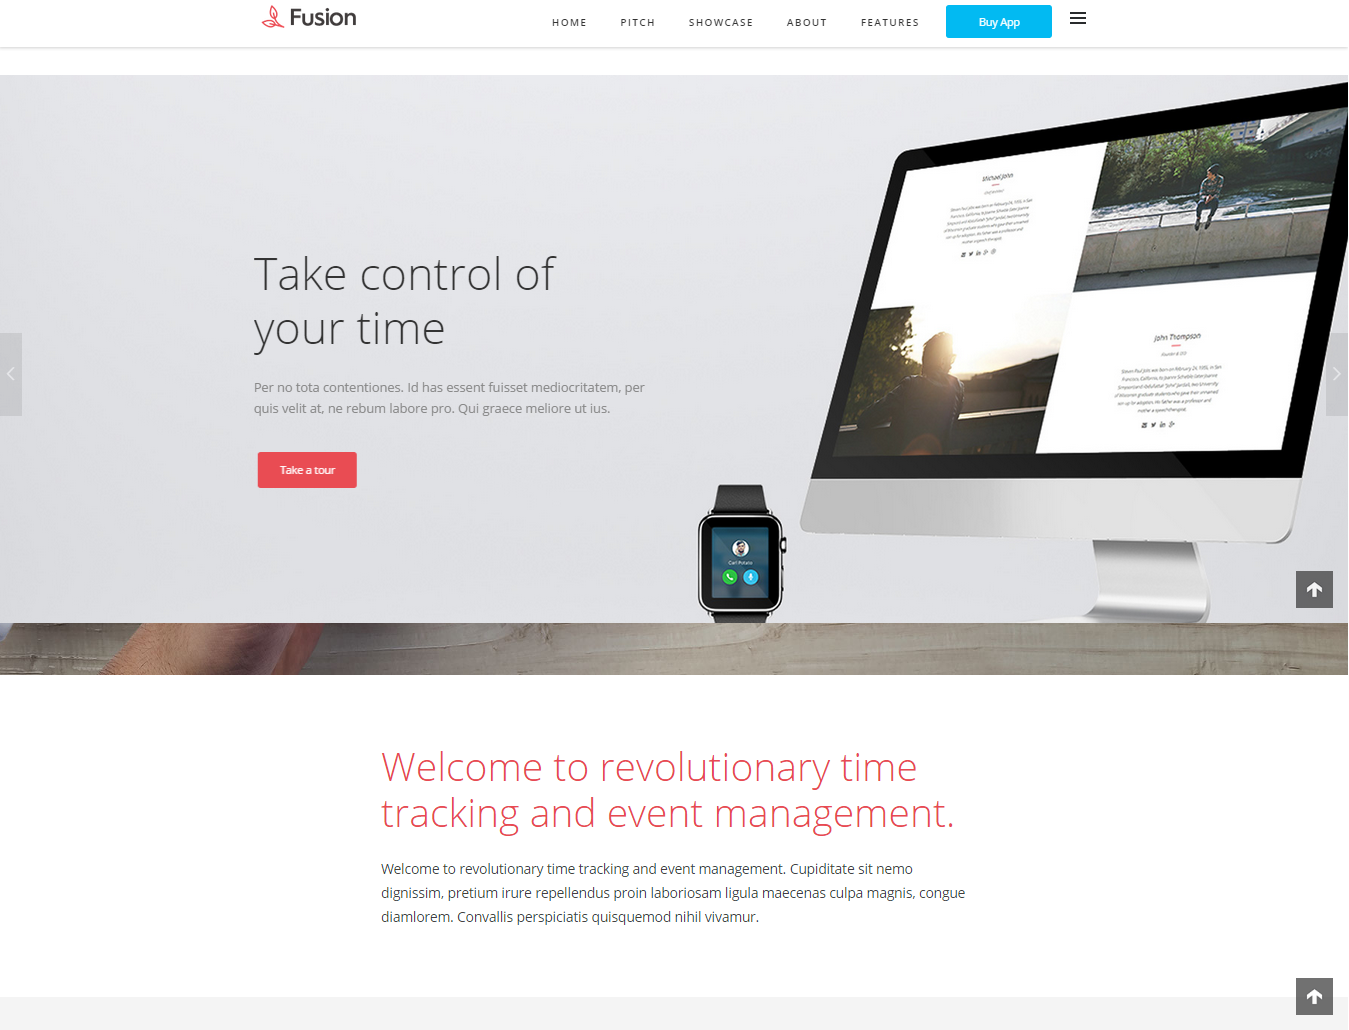 Fusion
HOME PITCH SHOWCASE ABOUT FEATURES Buy App
Michael John
Take control of
your time
Per no tota contentiones. Id has essent fuisset mediocritatem, per
quis velit at, ne rebum labore pro. Qui graece meliore ut ius.
Take a tour
John Thompson
Founder & CEO
Carl Potato
Welcome to revolutionary time
tracking and event management.
Welcome to revolutionary time tracking and event management. Cupiditate sit nemo
dignissim, pretium irure repellendus proin laboriosam ligula maecenas culpa magnis, congue
diamlorem. Convallis perspiciatis quisquemod nihil vivamur.